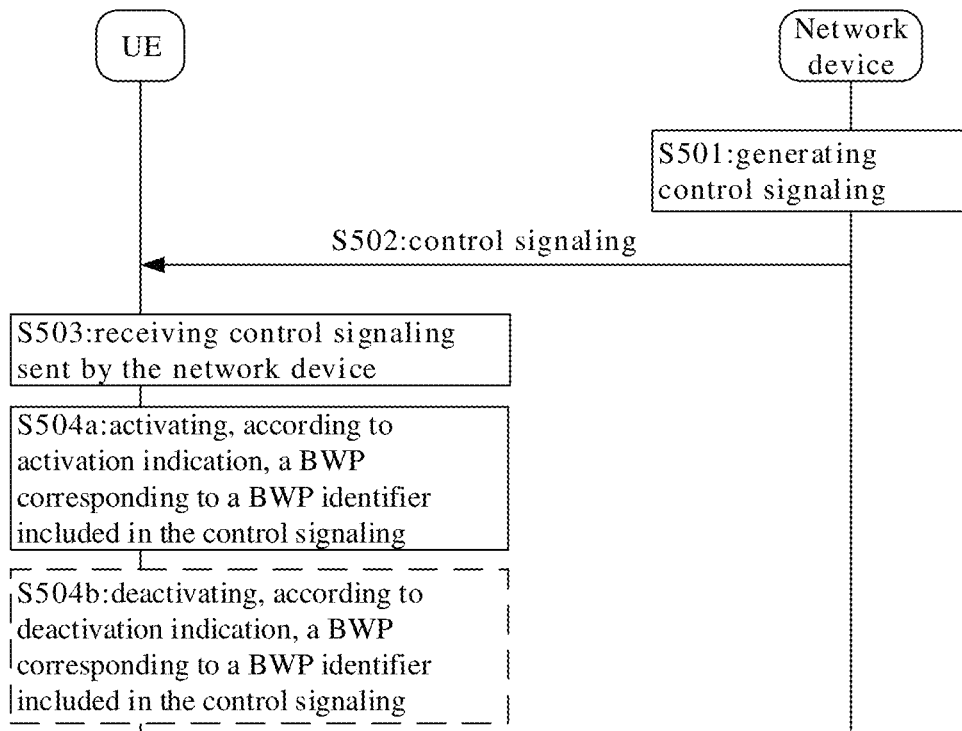 UE
Network
device
S501:generating
control signaling
S502:control signaling
S503:receiving control signaling
sent by the network device
S504a:activating, according to
activation indication, a BWP
corresponding to a BWP identifier
included in the control signaling
S504b:deactivating, according to
deactivation indication, a BWP
corresponding to a BWP identifier
included in the control signaling